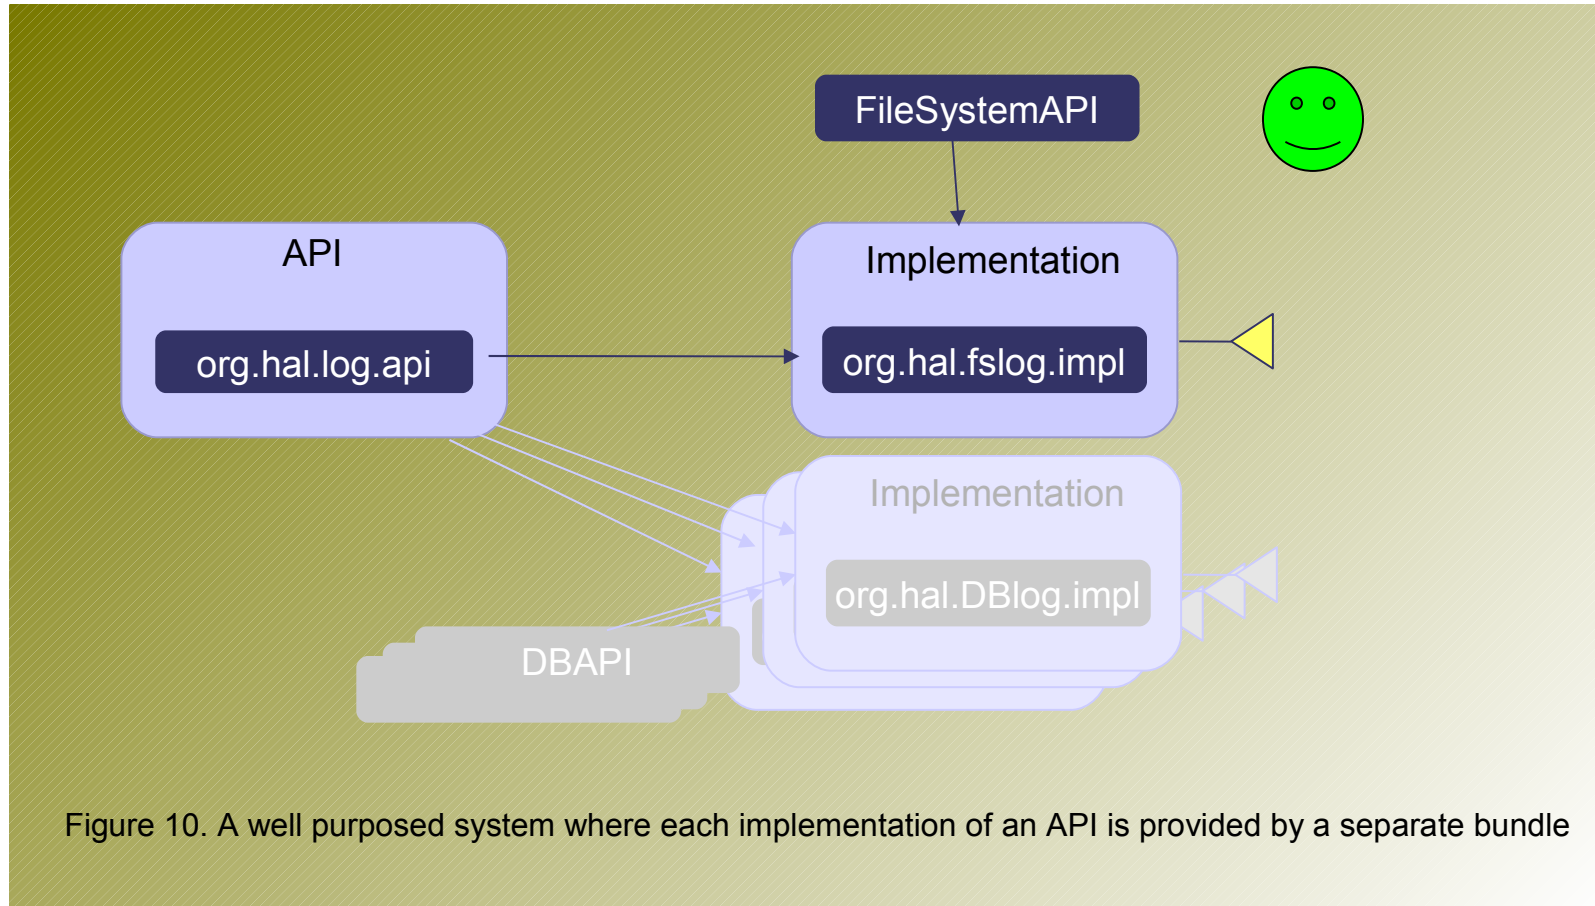 FileSystemAPI
API
Implementation
org.hal.log.api
org.hal.fslog.impl
Implementation
org.hal.DBlog.impl
DBAPI
Figure 10. A well purposed system where each implementation of an API is provided by a separate bundle